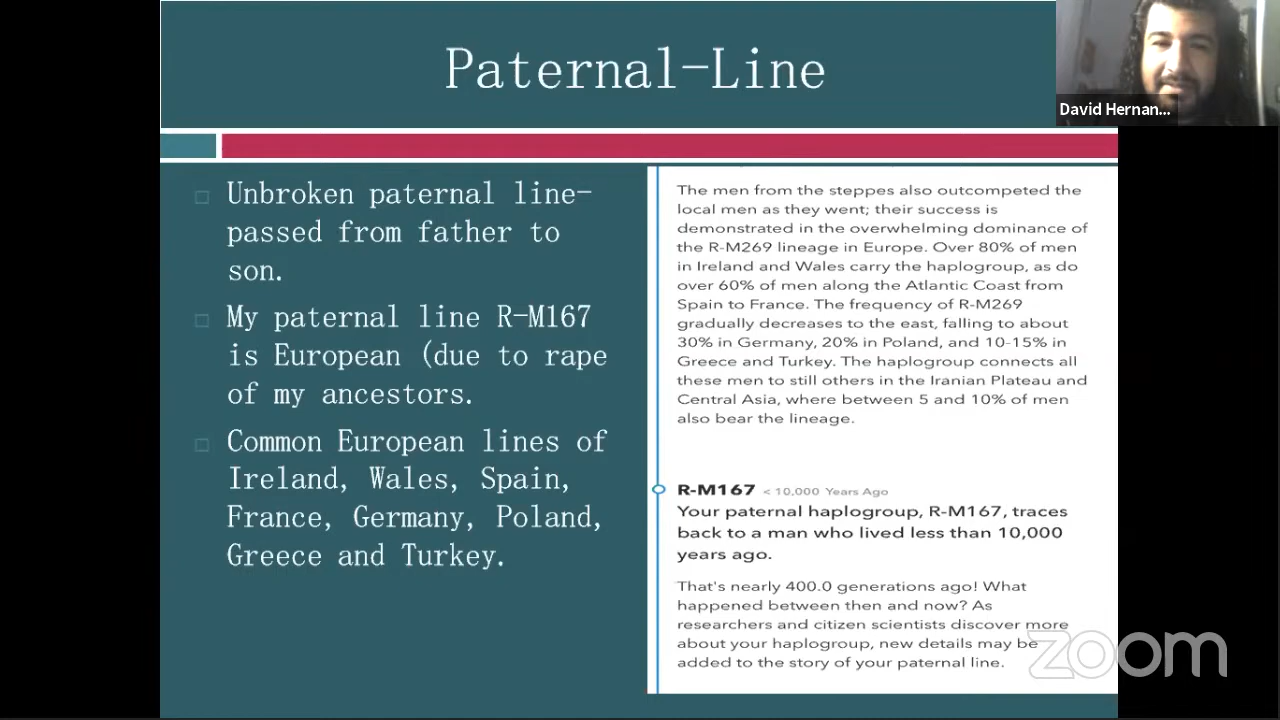 Paternal-Line
David Hernan...
□ Unbroken paternal line-
passed from father to
son.
□ My paternal line R-M167
is European (due to rape
of my ancestors.
□ Common European lines of
Ireland, Wales, Spain,
France, Germany, Poland,
Greece and Turkey.
The men from the steppes also outcompeted the
local men as they went; their success is
demonstrated in the overwhelming dominance of
the R-M269 lineage in Europe. Over 80% of men
in Ireland and Wales carry the haplogroup, as do
over 60% of men along the Atlantic Coast from
Spain to France. The frequency of R-M269
gradually decreases to the east, falling to about
30% in Germany, 20% in Poland, and 10-15% in
Greece and Turkey. The haplogroup connects all
these men to still others in the Iranian Plateau and
Central Asia, where between 5 and 10% of men
also bear the lineage.
R-M167 < 10,000 Years Ago
Your paternal haplogroup, R-M167, traces
back to a man who lived less than 10,000
years ago.
That's nearly 400.0 generations ago! What
happened between then and now? As
researchers and citizen scientists discover more
about your haplogroup, new details may be
added to the story of your paternal line.
zoom